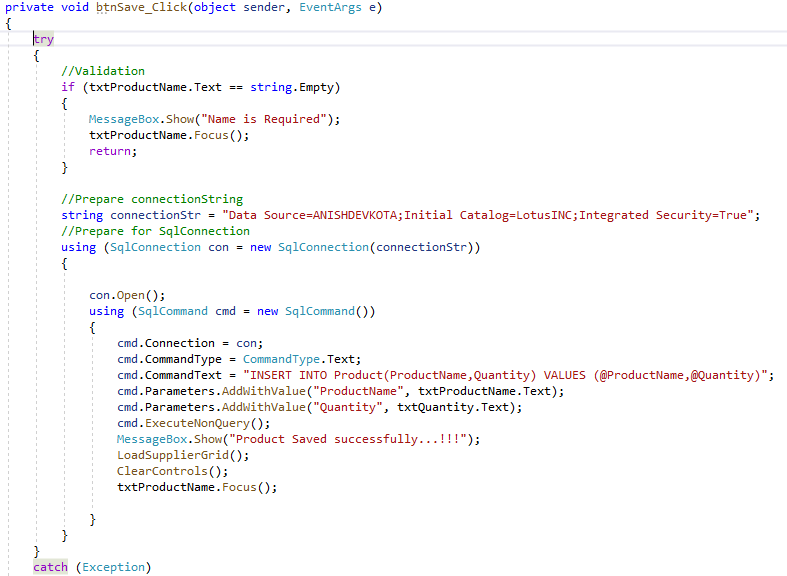 private void btnSave_Click(object sender, EventArgs e)
{
try
{
//Validation
if (txtProductName.Text == string.Empty)
{
MessageBox.Show("Name is Required");
txtProductName.Focus();
return;
}
//Prepare connectionString
string connectionStr = "Data Source=ANISHDEVKOTA;Initial Catalog=LotusINC;Integrated Security=True";
//Prepare for SqlConnection
using (SqlConnection con = new SqlConnection(connectionStr))
{
con.Open();
using (SqlCommand cmd = new SqlCommand())
{
cmd.Connection = con;
cmd.CommandType = CommandType.Text;
cmd.CommandText = "INSERT INTO Product(ProductName,Quantity) VALUES (@ProductName,@Quantity)";
cmd.Parameters.AddWithValue("ProductName", txtProductName.Text);
cmd.Parameters.AddWithValue("Quantity", txtQuantity.Text);
cmd.ExecuteNonQuery();
MessageBox.Show("Product Saved successfully...!!!");
LoadSupplierGrid();
ClearControls();
txtProductName.Focus();
}
}
}
catch (Exception)